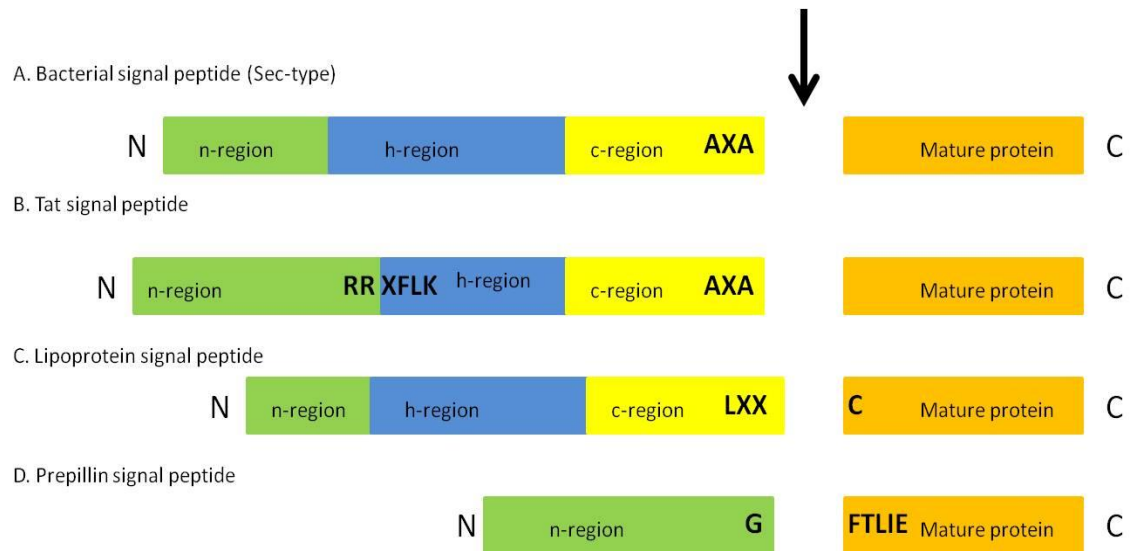 A. Bacterial signal peptide (Sec-type)
N n-region h-region c-region AXA Mature protein C
B. Tat signal peptide
N n-region RR XFLK h-region c-region AXA Mature protein C
C. Lipoprotein signal peptide
N n-region h-region c-region LXX C Mature protein C
D. Prepillin signal peptide
N n-region G FTLIE Mature protein C